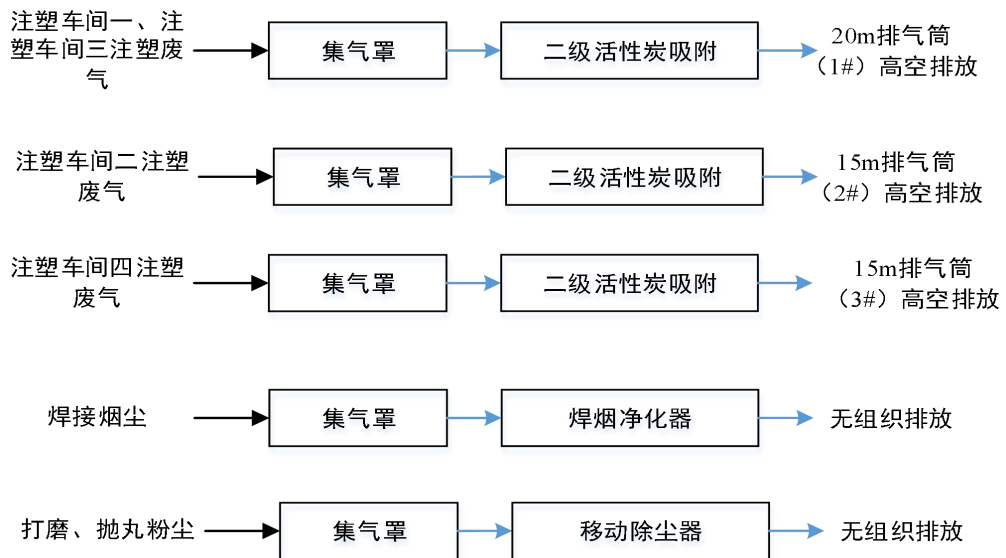 注塑车间一、注
塑车间三注塑废
气
集气罩
二级活性炭吸附
20m排气筒
（1#）高空排放
注塑车间二注塑
废气
集气罩
二级活性炭吸附
15m排气筒
（2#）高空排放
注塑车间四注塑
废气
集气罩
二级活性炭吸附
15m排气筒
（3#）高空排放
焊接烟尘
集气罩
焊烟净化器
无组织排放
打磨、抛丸粉尘
集气罩
移动除尘器
无组织排放